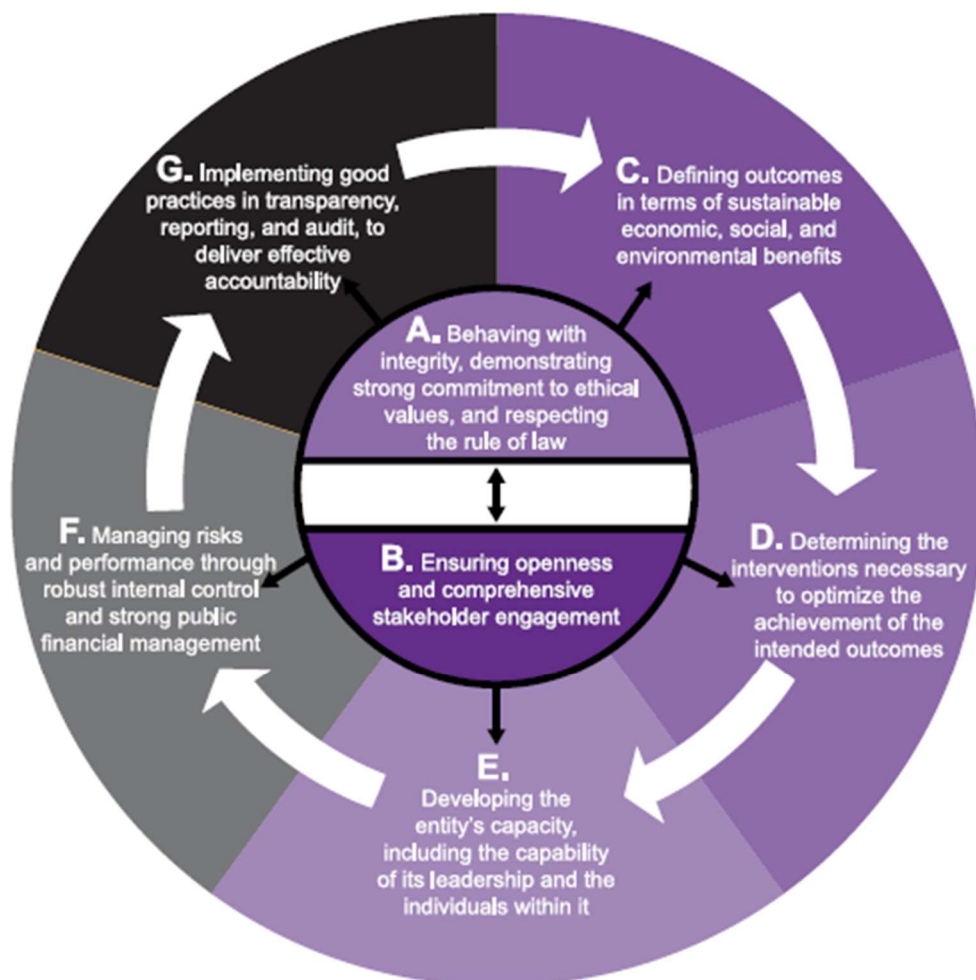 G. Implementing good
practices in transparency,
reporting, and audit, to
deliver effective
accountability
C. Defining outcomes
in terms of sustainable
economic, social, and
environmental benefits
A. Behaving with
integrity, demonstrating
strong commitment to ethical
values, and respecting
the rule of law
B. Ensuring openness
and comprehensive
stakeholder engagement
F. Managing risks
and performance through
robust internal control
and strong public
financial management
D. Determining the
interventions necessary
to optimize the
achievement of the
intended outcomes
E.
Developing the
entity's capacity,
including the capability
of its leadership and the
individuals within it